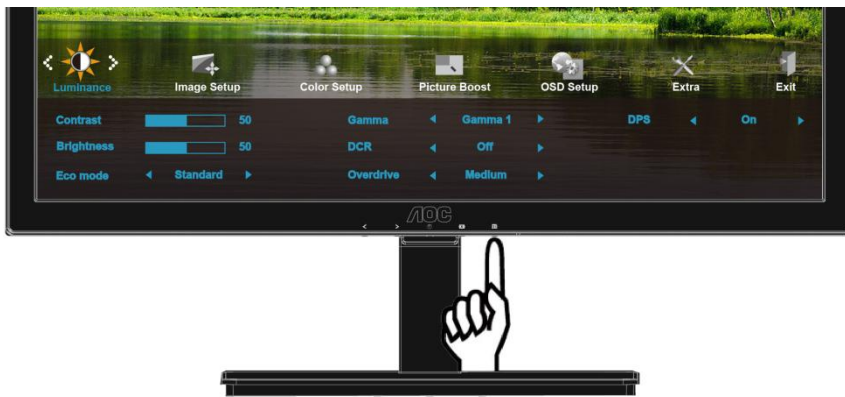 Luminance Image Setup Color Setup Picture Boost OSD Setup Extra Exit
Contrast 50 Gamma Gamma 1 DPS On
Brightness 50 DCR Off
Eco mode Standard Overdrive Medium
AOC